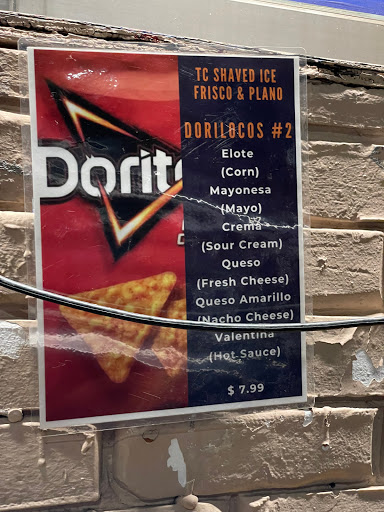 TC SHAVED ICE
FRISCO & PLANO
DORILOCOS #2
Elote
(Corn)
Mayonesa
(Mayo)
Crema
(Sour Cream)
Queso
(Fresh Cheese)
Queso Amarillo
(Nacho Cheese)
Valentina
(Hot Sauce)
$ 7.99
Dorit